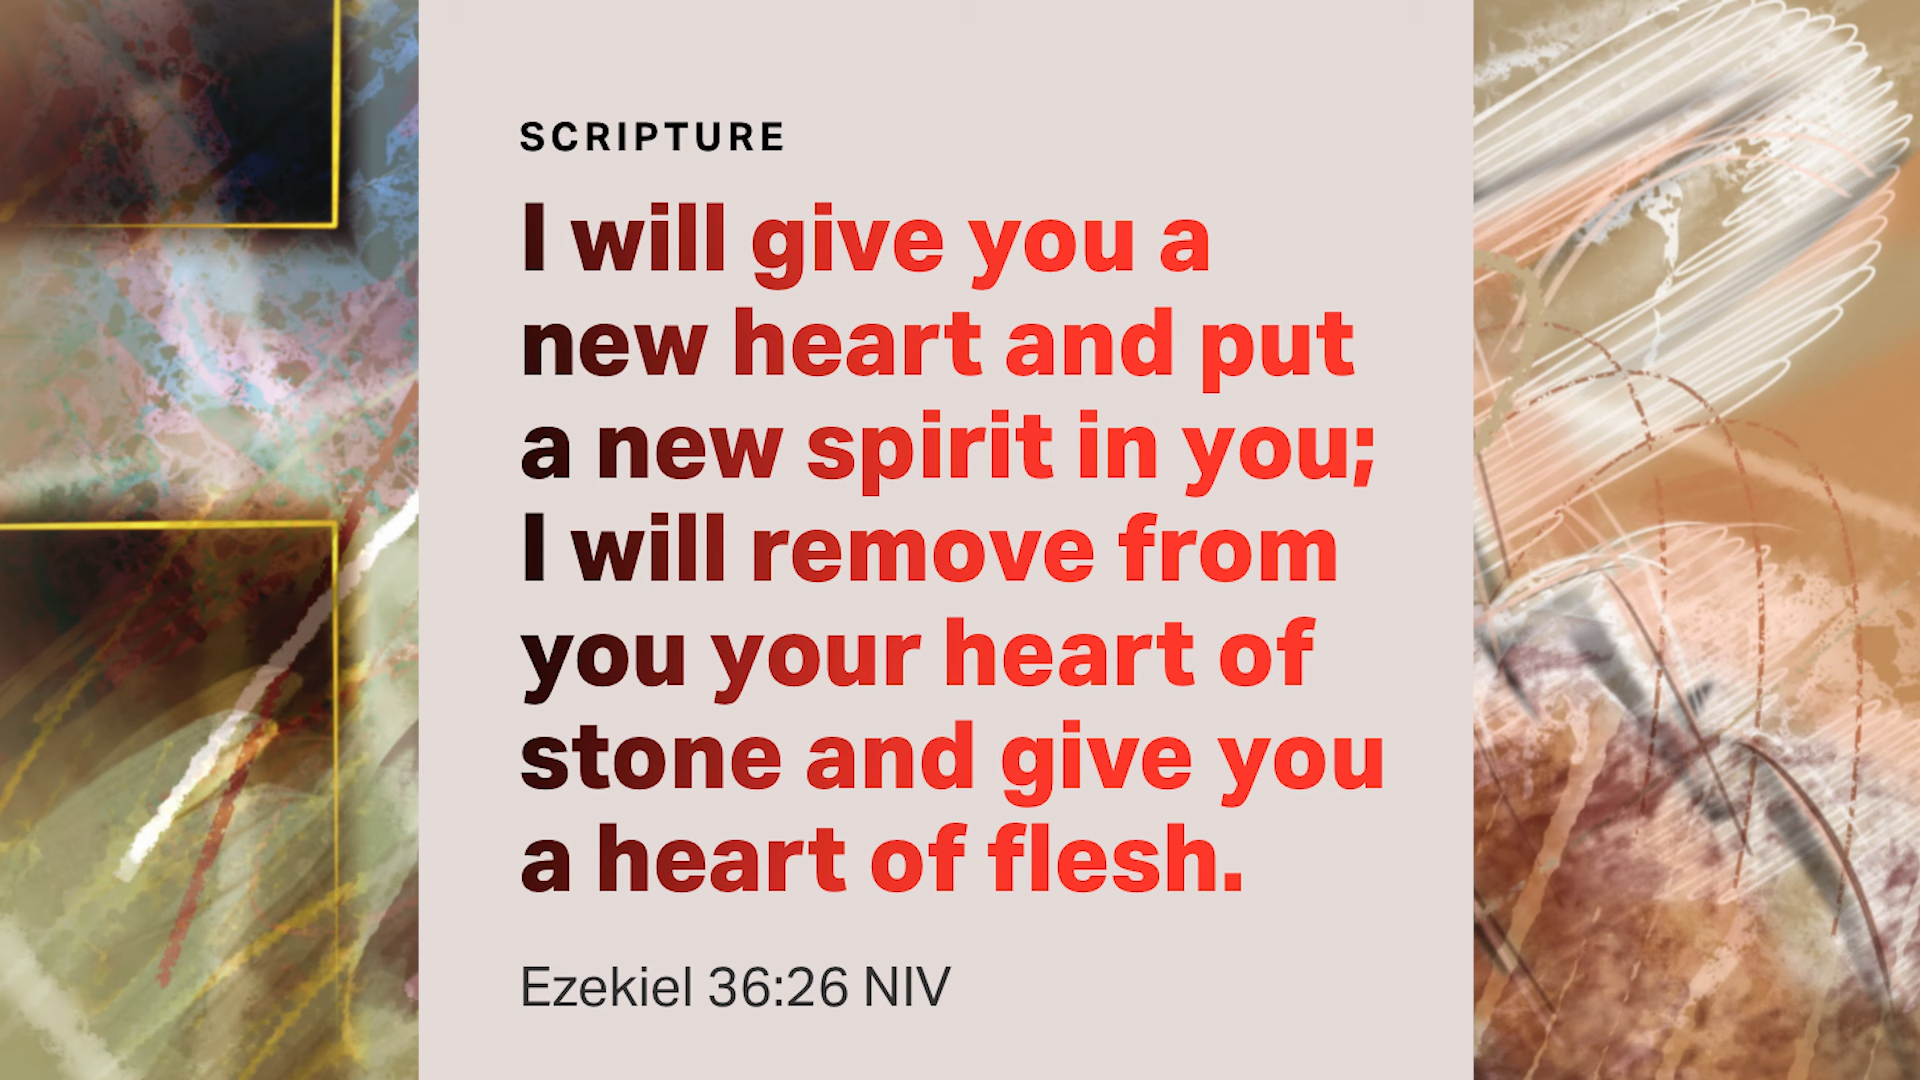 SCRIPTURE
I will give you a
new heart and put
a new spirit in you;
I will remove from
you your heart of
stone and give you
a heart of flesh.
Ezekiel 36:26 NIV